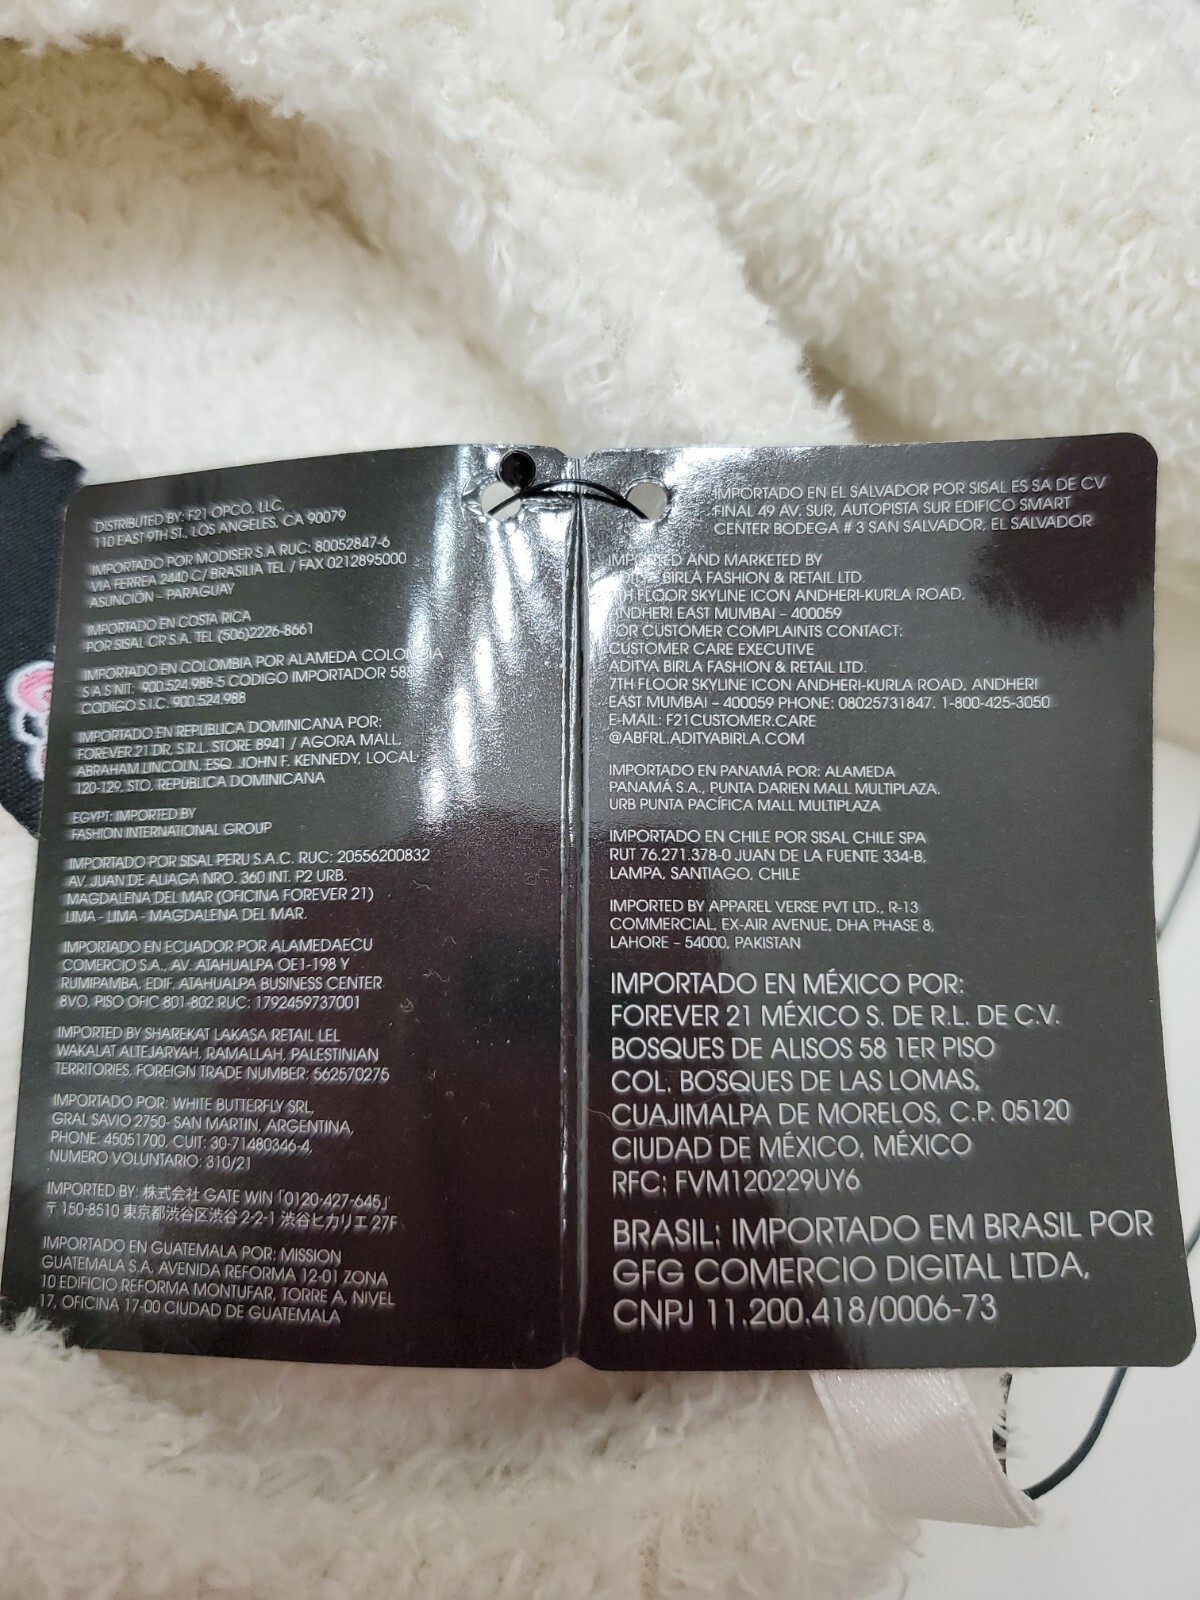 DISTRIBUTED BY: F21 OPCO, LLC,
110 EAST 9TH ST., LOS ANGELES, CA 90079
IMPORTADO POR MODISER S.A RUC: 80052847-6
VIA FERREA 2440 C/ BRASILIA TEL / FAX 0212895000
ASUNCIÓN – PARAGUAY
IMPORTADO EN COSTA RICA
POR SISAL CR S.A. TEL (506)2226-8661
IMPORTADO EN COLOMBIA POR ALAMEDA COLOMBIA
S A S NIT. 900.524.988-5 CODIGO IMPORTADOR 58
CODIGO S.I.C. 900.524.988
IMPORTADO EN REPUBLICA DOMINICANA POR:
FOREVER 21 DR, S.R.L. STORE 8941 / AGORA MALL,
ABRAHAM LINCOLN, ESQ. JOHN F. KENNEDY, LOCAL
120-129, STO, REPÚBLICA DOMINICANA
EGYPT: IMPORTED BY
FASHION INTERNATIONAL GROUP
IMPORTADO POR SISAL PERU S.A.C. RUC: 20556200832
AV. JUAN DE ALIAGA NRO. 360 INT. P2 URB.
MAGDALENA DEL MAR (OFICINA FOREVER 21)
LIMA - LIMA - MAGDALENA DEL MAR.
IMPORTADO EN ECUADOR POR ALAMEDAECU
COMERCIO S.A., AV. ATAHUALPA OE1-198 Y
RUMIPAMBA, EDIF. ATAHUALPA BUSINESS CENTER
8VO, PISO OFIC 801-802 RUC: 1792459737001
IMPORTED BY SHAREKAT LAKASA RETAIL LEL
WAKALAT ALTEJARYAH, RAMALLAH, PALESTINIAN
TERRITORIES, FOREIGN TRADE NUMBER: 562570275
IMPORTADO POR: WHITE BUTTERFLY SRL,
GRAL SAVIO 2750- SAN MARTIN, ARGENTINA,
PHONE: 45051700, CUIT: 30-71480346-4,
NUMERO VOLUNTARIO: 310/21
IMPORTED BY: 株式会社 GATE WIN「0120-427-645」
〒150-8510 東京都渋谷区渋谷 2-2-1 渋谷ヒカリエ 27F
IMPORTADO EN GUATEMALA POR: MISSION
GUATEMALA S.A. AVENIDA REFORMA 12-01 ZONA
10 EDIFICIO REFORMA MONTUFAR, TORRE A, NIVEL
17, OFICINA 17-00 CIUDAD DE GUATEMALA
IMPORTADO EN EL SALVADOR POR SISAL ES SA DE CV
FINAL 49 AV, SUR, AUTOPISTA SUR EDIFICO SMART
CENTER BODEGA # 3 SAN SALVADOR, EL SALVADOR
IMPORTED AND MARKETED BY
ADITYA BIRLA FASHION & RETAIL LTD.
7TH FLOOR SKYLINE ICON ANDHERI-KURLA ROAD,
ANDHERI EAST MUMBAI – 400059
FOR CUSTOMER COMPLAINTS CONTACT:
CUSTOMER CARE EXECUTIVE
ADITYA BIRLA FASHION & RETAIL LTD.
7TH FLOOR SKYLINE ICON ANDHERI-KURLA ROAD, ANDHERI
EAST MUMBAI – 400059 PHONE: 08025731847. 1-800-425-3050
E-MAIL: F21CUSTOMER.CARE
@ABFRL.ADITYABIRLA.COM
IMPORTADO EN PANAMÁ POR: ALAMEDA
PANAMÁ S.A., PUNTA DARIEN MALL MULTIPLAZA.
URB PUNTA PACÍFICA MALL MULTIPLAZA
IMPORTADO EN CHILE POR SISAL CHILE SPA
RUT 76.271.378-0 JUAN DE LA FUENTE 334-B,
LAMPA, SANTIAGO, CHILE
IMPORTED BY APPAREL VERSE PVT LTD., R-13
COMMERCIAL, EX-AIR AVENUE, DHA PHASE 8,
LAHORE – 54000, PAKISTAN
IMPORTADO EN MÉXICO POR:
FOREVER 21 MÉXICO S. DE R.L. DE C.V.
BOSQUES DE ALISOS 58 1ER PISO
COL. BOSQUES DE LAS LOMAS,
CUAJIMALPA DE MORELOS, C.P. 05120
CIUDAD DE MÉXICO, MÉXICO
RFC: FVM120229UY6
BRASIL: IMPORTADO EM BRASIL POR
GFG COMERCIO DIGITAL LTDA,
CNPJ 11.200.418/0006-73